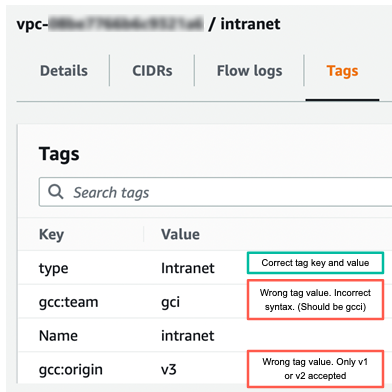 vpc- / intranet
Details CIDRs Flow logs Tags
Tags
Search tags
Key Value
type Intranet Correct tag key and value
gcc:team gci Wrong tag value. Incorrect
syntax. (Should be gcci)
Name intranet
gcc:origin v3 Wrong tag value. Only v1
or v2 accepted